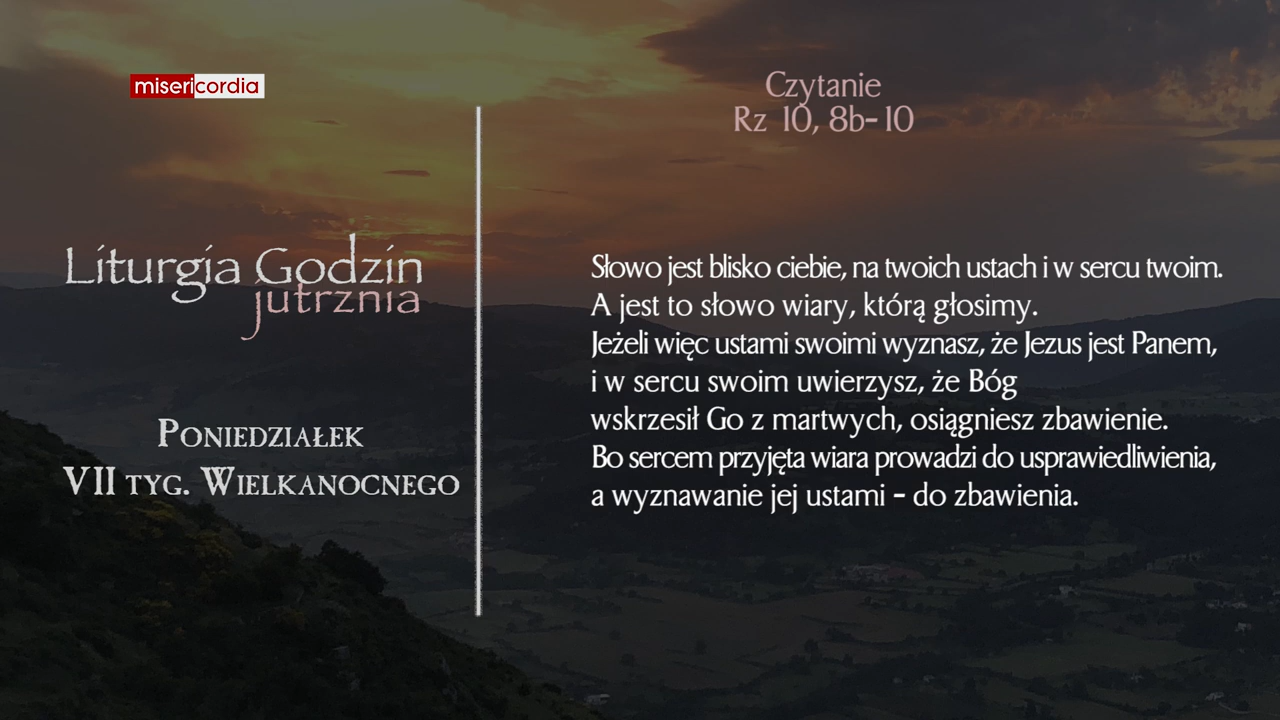 misericordia
Liturgia Godzin
jutrznia
Poniedziałek
VII tyg. Wielkanocnego
Czytanie
Rz 10, 8b-10
Słowo jest blisko ciebie, na twoich ustach i w sercu twoim.
A jest to słowo wiary, którą głosimy.
Jeżeli więc ustami swoimi wyznasz, że Jezus jest Panem,
i w sercu swoim uwierzysz, że Bóg
wskrzesił Go z martwych, osiągniesz zbawienie.
Bo sercem przyjęta wiara prowadzi do usprawiedliwienia,
a wyznawanie jej ustami - do zbawienia.